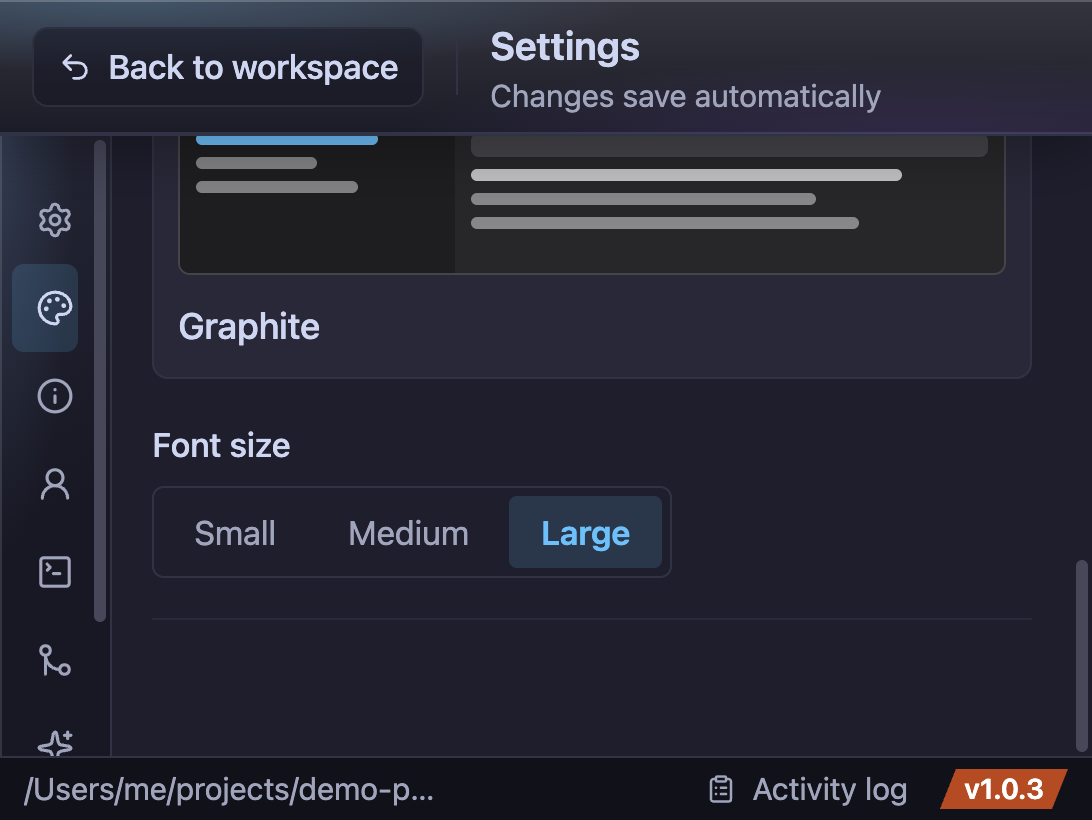 Back to workspace
Settings
Changes save automatically
Graphite
Font size
Small
Medium
Large
/Users/me/projects/demo-p...
Activity log
v1.0.3